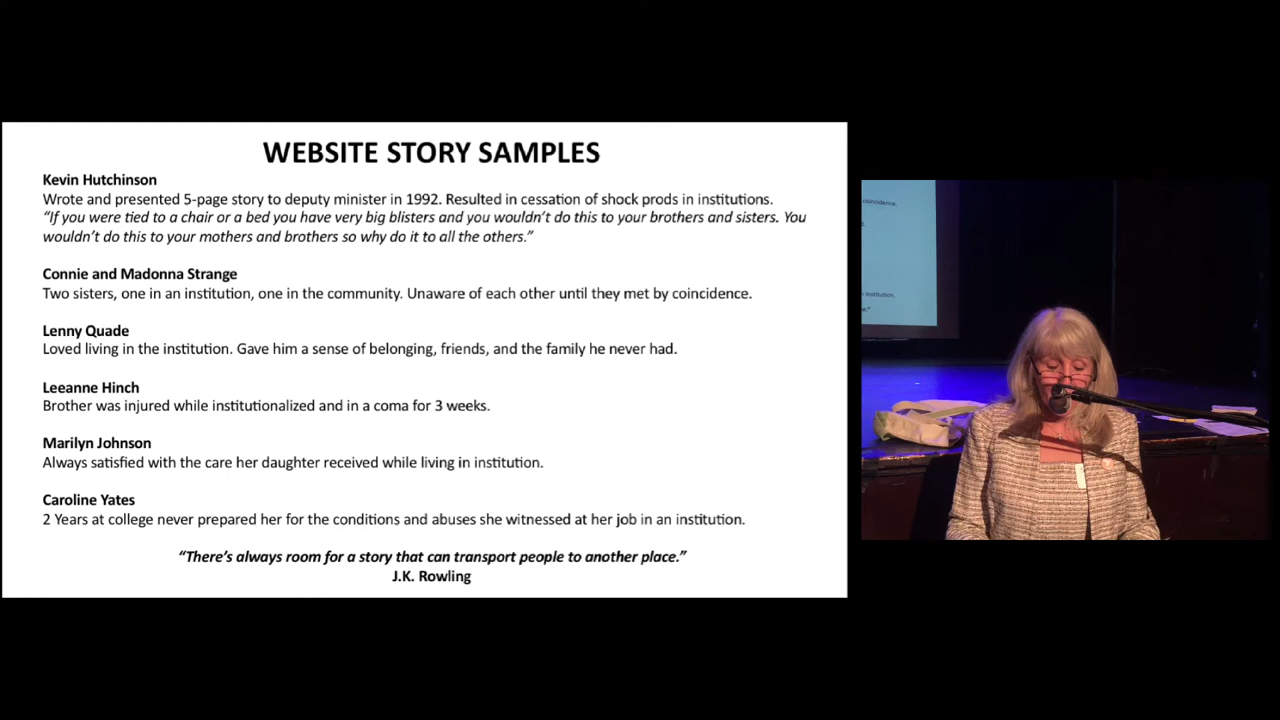 WEBSITE STORY SAMPLES
Kevin Hutchinson
Wrote and presented 5-page story to deputy minister in 1992. Resulted in cessation of shock prods in institutions.
“If you were tied to a chair or a bed you have very big blisters and you wouldn’t do this to your brothers and sisters. You
wouldn’t do this to your mothers and brothers so why do it to all the others.”
Connie and Madonna Strange
Two sisters, one in an institution, one in the community. Unaware of each other until they met by coincidence.
Lenny Quade
Loved living in the institution. Gave him a sense of belonging, friends, and the family he never had.
Leeanne Hinch
Brother was injured while institutionalized and in a coma for 3 weeks.
Marilyn Johnson
Always satisfied with the care her daughter received while living in institution.
Caroline Yates
2 Years at college never prepared her for the conditions and abuses she witnessed at her job in an institution.
“There’s always room for a story that can transport people to another place.”
J.K. Rowling
coincidence.
institution.